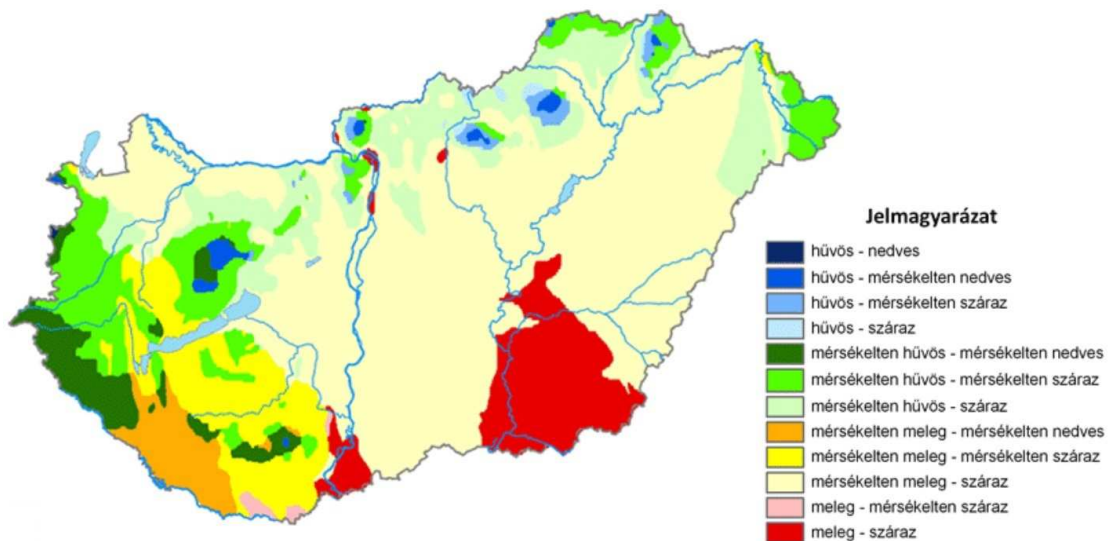 Jelmagyarázat
hűvös - nedves
hűvös - mérsékelten nedves
hűvös - mérsékelten száraz
hűvös - száraz
mérsékelten hűvös - mérsékelten nedves
mérsékelten hűvös - mérsékelten száraz
mérsékelten hűvös - száraz
mérsékelten meleg - mérsékelten nedves
mérsékelten meleg - mérsékelten száraz
mérsékelten meleg - száraz
meleg - mérsékelten száraz
meleg - száraz